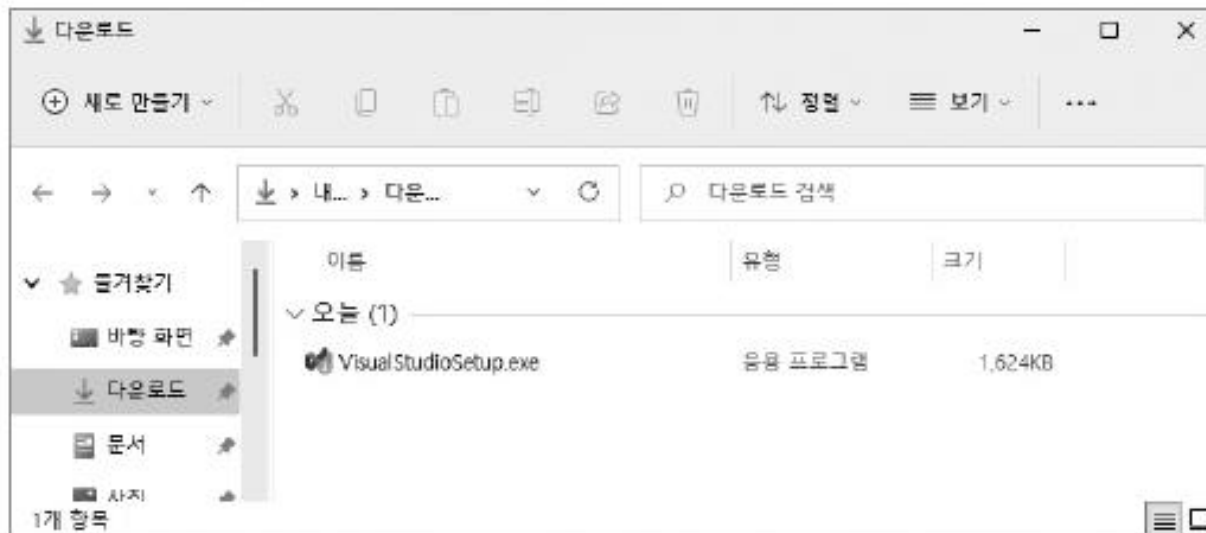 다운로드
새로 만들기 정렬 보기 ...
> 내... > 다운... 다운로드 검색
이름 유형 크기
즐겨찾기
오늘 (1)
바탕 화면
VisualStudioSetup.exe 응용 프로그램 1,624KB
다운로드
문서
사진
1개 항목